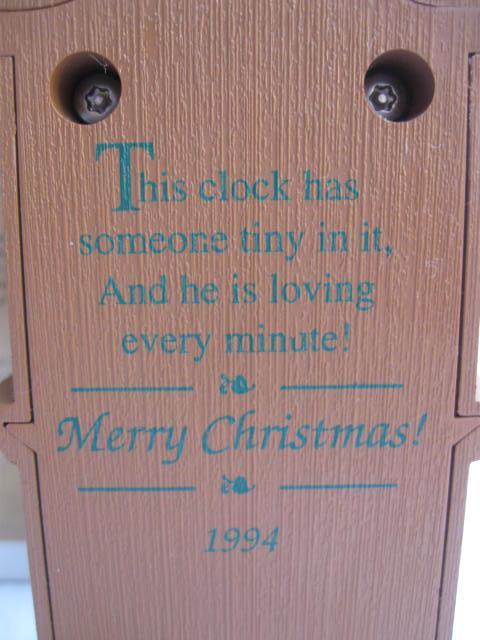 This clock has
someone tiny in it,
And he is loving
every minute!
Merry Christmas!
1994